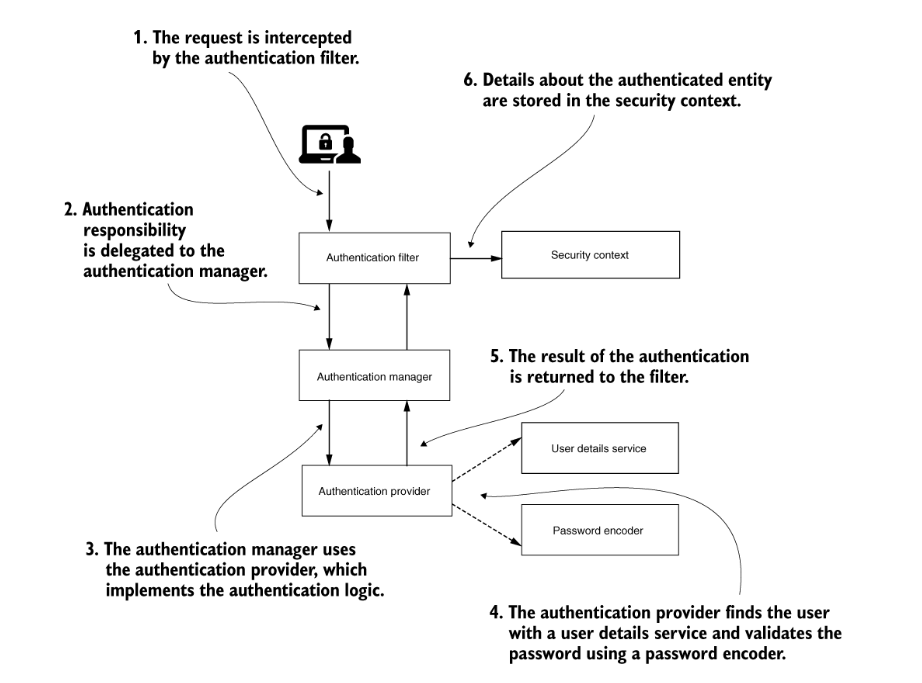 1. The request is intercepted
by the authentication filter.
6. Details about the authenticated entity
are stored in the security context.
2. Authentication
responsibility
is delegated to the
authentication manager.
Authentication filter
Security context
Authentication manager
5. The result of the authentication
is returned to the filter.
User details service
Authentication provider
Password encoder
3. The authentication manager uses
the authentication provider, which
implements the authentication logic.
4. The authentication provider finds the user
with a user details service and validates the
password using a password encoder.